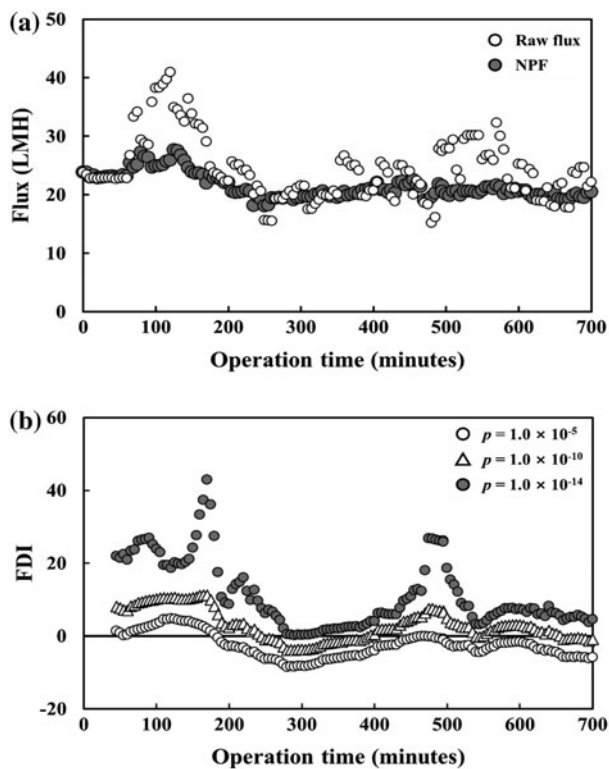 (a)
50
40
30
20
10
0
Flux (LMH)
Raw flux
NPF
0 100 200 300 400 500 600 700
Operation time (minutes)
(b)
60
40
20
0
-20
FDI
p = 1.0 × 10⁻⁵
p = 1.0 × 10⁻¹⁰
p = 1.0 × 10⁻¹⁴
0 100 200 300 400 500 600 700
Operation time (minutes)